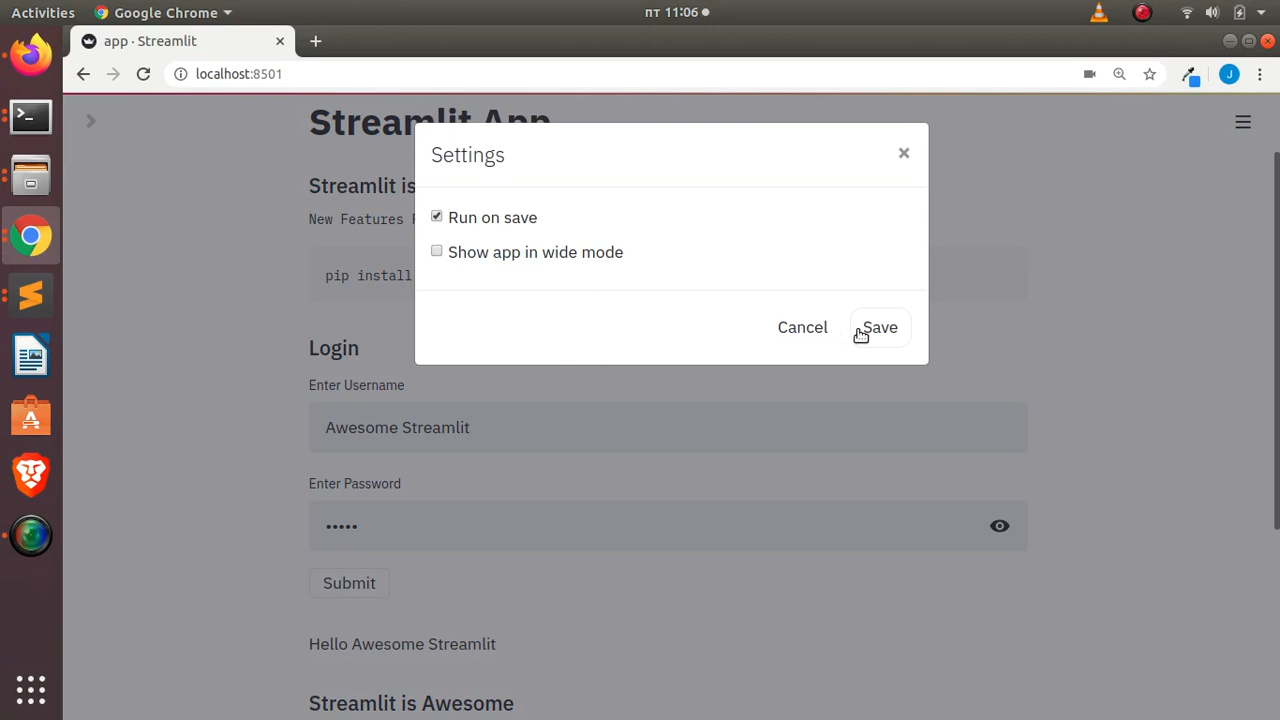 Activities
Google Chrome
пт 11:06
app · Streamlit
localhost:8501
J
Streamlit App
Settings
Streamlit is
Run on save
New Features
Show app in wide mode
pip install
Cancel
Save
Login
Enter Username
Awesome Streamlit
Enter Password
•••••
Submit
Hello Awesome Streamlit
Streamlit is Awesome